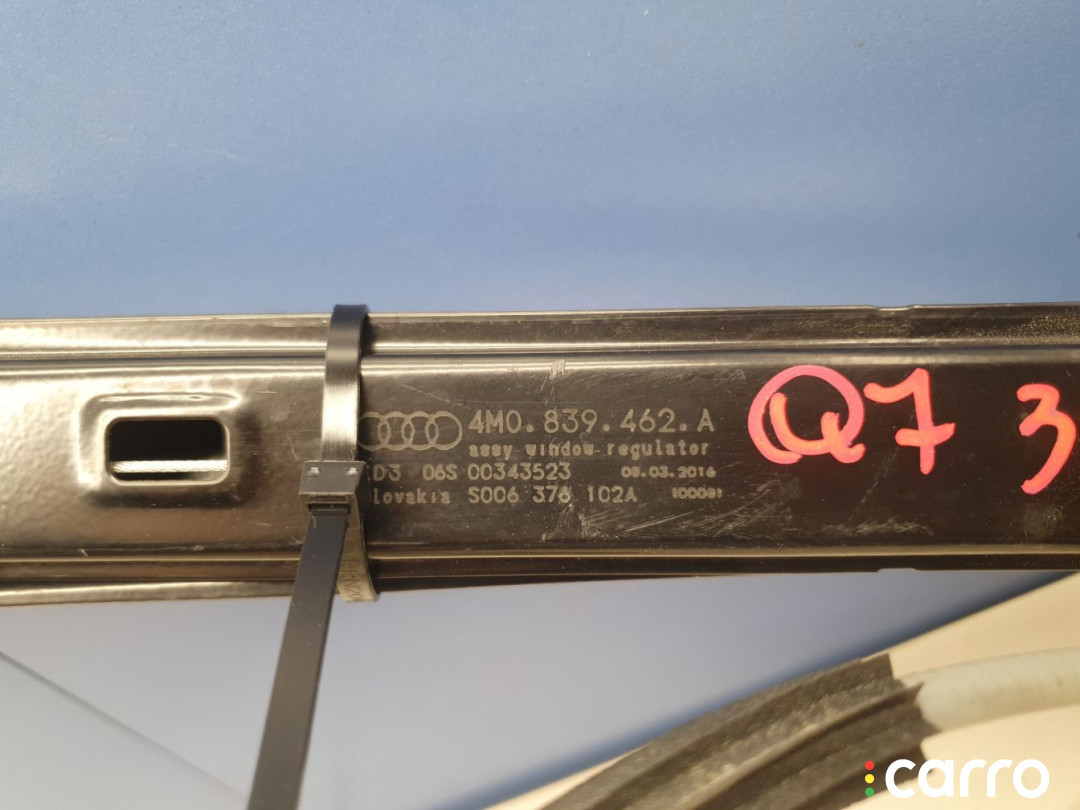 4M0.839.462.A
assy window regulator
D3 06S 00343523 09.03.2016
lovakia S006 376 102A 100081
Q7 3
carro